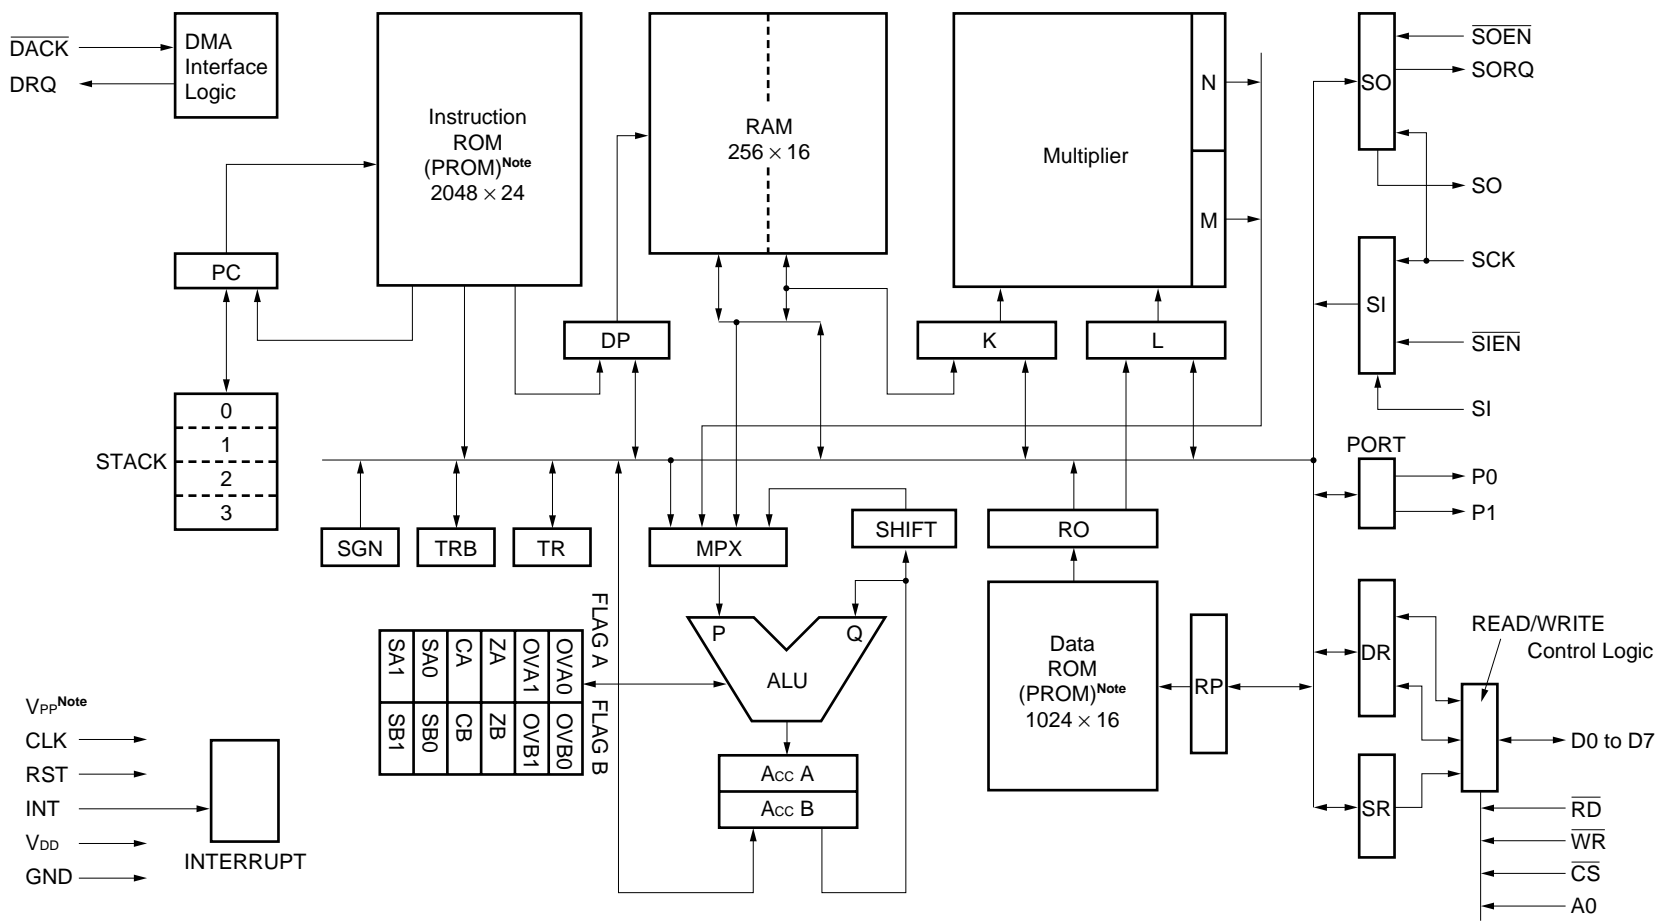 DACK
DRQ
DMA
Interface
Logic
Instruction
ROM
(PROM)Note
2048 × 24
RAM
256 × 16
Multiplier
N
M
SO
SOEN
SORQ
SO
PC
DP
K
L
SI
SCK
SIEN
SI
STACK
0
1
2
3
PORT
P0
P1
SGN
TRB
TR
MPX
SHIFT
RO
P
Q
ALU
FLAG A
FLAG B
SA1
SA0
CA
ZA
OVA1
OVA0
SB1
SB0
CB
ZB
OVB1
OVB0
Data
ROM
(PROM)Note
1024 × 16
RP
DR
READ/WRITE
Control Logic
D0 to D7
SR
RD
WR
CS
A0
ACC A
ACC B
VPPNote
CLK
RST
INT
VDD
GND
INTERRUPT